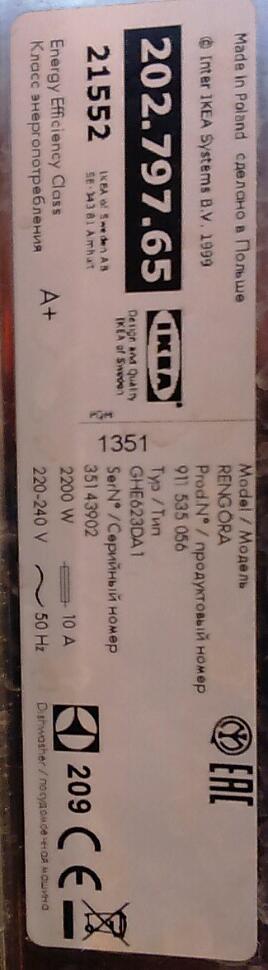 Made in Poland сделано в Польше
© Inter IKEA Systems B.V. 1999
202.797.65
IKEA
Design and Quality
IKEA of Sweden
21552
IKEA of Sweden AB
SE-343 81 Älmhult
Energy Efficiency Class
Класс энергопотребления
A+
1351
Model / Модель
RENGÖRA
Prod.N° / продуктовый номер
911 535 056
Typ / Тип
GHE623DA1
SerN° /Серийный номер
351 43902
2200 W 10 A
220-240 V 50 Hz
EAC
209 CE
Dishwasher / посудомоечная машина